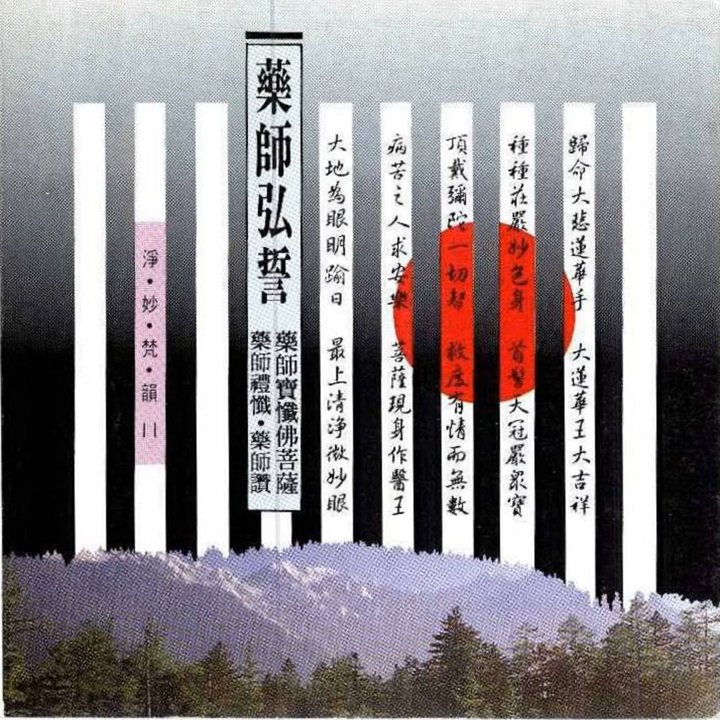 歸命大悲蓮華手 大蓮華王大吉祥
種種莊嚴妙色身 首髻大冠嚴眾寶
頂戴彌陀一切智 救度有情而無數
病苦之人求安樂 菩薩現身作醫王
大地為眼明踰日 最上清淨微妙眼
藥師弘誓
藥師寶懺佛菩薩
藥師禮懺・藥師讚
淨・妙・梵・韻 II